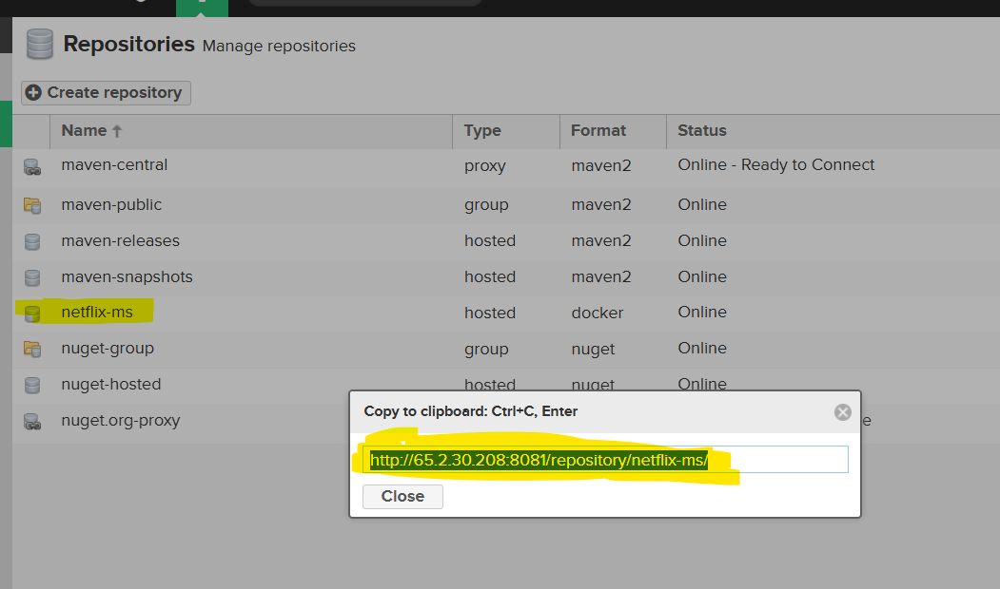 Repositories Manage repositories
Create repository
Name Type Format Status
maven-central proxy maven2 Online - Ready to Connect
maven-public group maven2 Online
maven-releases hosted maven2 Online
maven-snapshots hosted maven2 Online
netflix-ms hosted docker Online
nuget-group group nuget Online
nuget-hosted hosted nuget Online
nuget.org-proxy
Copy to clipboard: Ctrl+C, Enter
http://65.2.30.208:8081/repository/netflix-ms/
Close